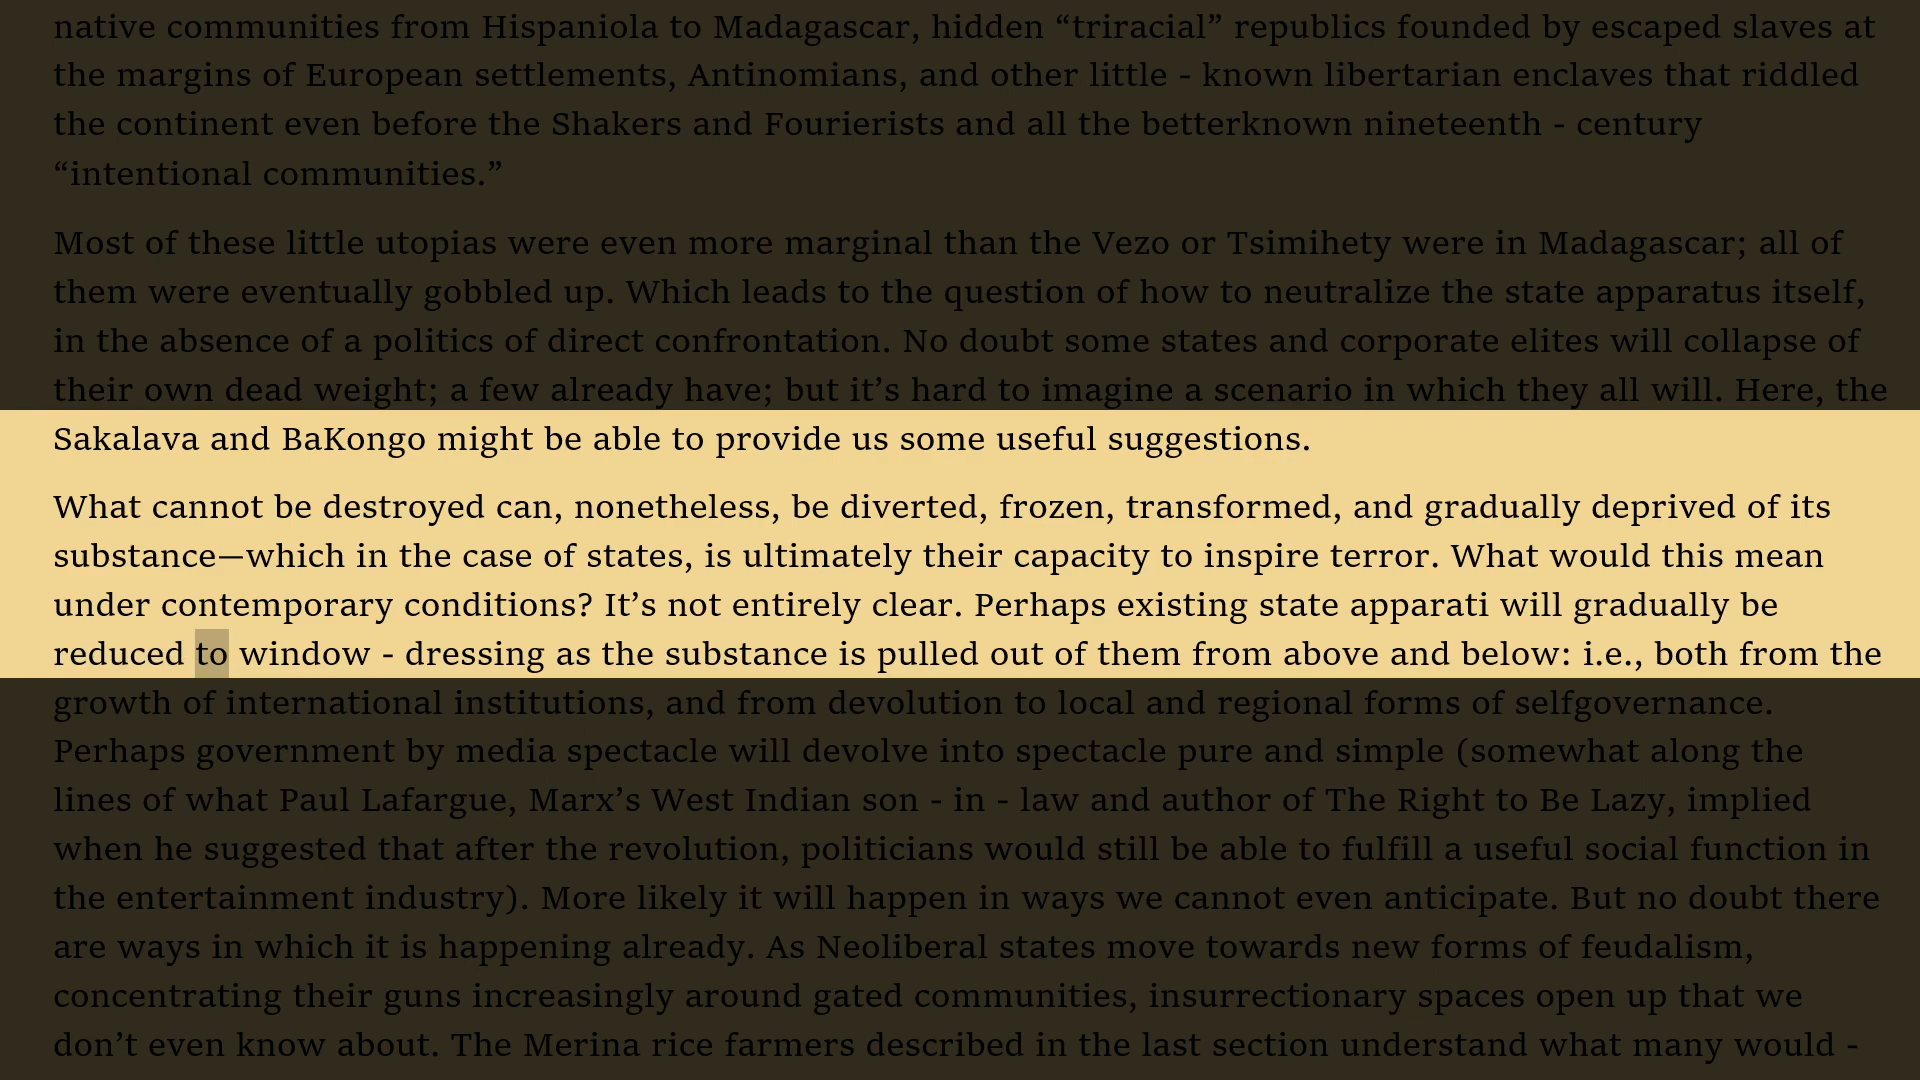 native communities from Hispaniola to Madagascar, hidden “triracial” republics founded by escaped slaves at
the margins of European settlements, Antinomians, and other little - known libertarian enclaves that riddled
the continent even before the Shakers and Fourierists and all the betterknown nineteenth - century
“intentional communities.”
Most of these little utopias were even more marginal than the Vezo or Tsimihety were in Madagascar; all of
them were eventually gobbled up. Which leads to the question of how to neutralize the state apparatus itself,
in the absence of a politics of direct confrontation. No doubt some states and corporate elites will collapse of
their own dead weight; a few already have; but it’s hard to imagine a scenario in which they all will. Here, the
Sakalava and BaKongo might be able to provide us some useful suggestions.
What cannot be destroyed can, nonetheless, be diverted, frozen, transformed, and gradually deprived of its
substance—which in the case of states, is ultimately their capacity to inspire terror. What would this mean
under contemporary conditions? It’s not entirely clear. Perhaps existing state apparati will gradually be
reduced to window - dressing as the substance is pulled out of them from above and below: i.e., both from the
growth of international institutions, and from devolution to local and regional forms of selfgovernance.
Perhaps government by media spectacle will devolve into spectacle pure and simple (somewhat along the
lines of what Paul Lafargue, Marx’s West Indian son - in - law and author of The Right to Be Lazy, implied
when he suggested that after the revolution, politicians would still be able to fulfill a useful social function in
the entertainment industry). More likely it will happen in ways we cannot even anticipate. But no doubt there
are ways in which it is happening already. As Neoliberal states move towards new forms of feudalism,
concentrating their guns increasingly around gated communities, insurrectionary spaces open up that we
don’t even know about. The Merina rice farmers described in the last section understand what many would -